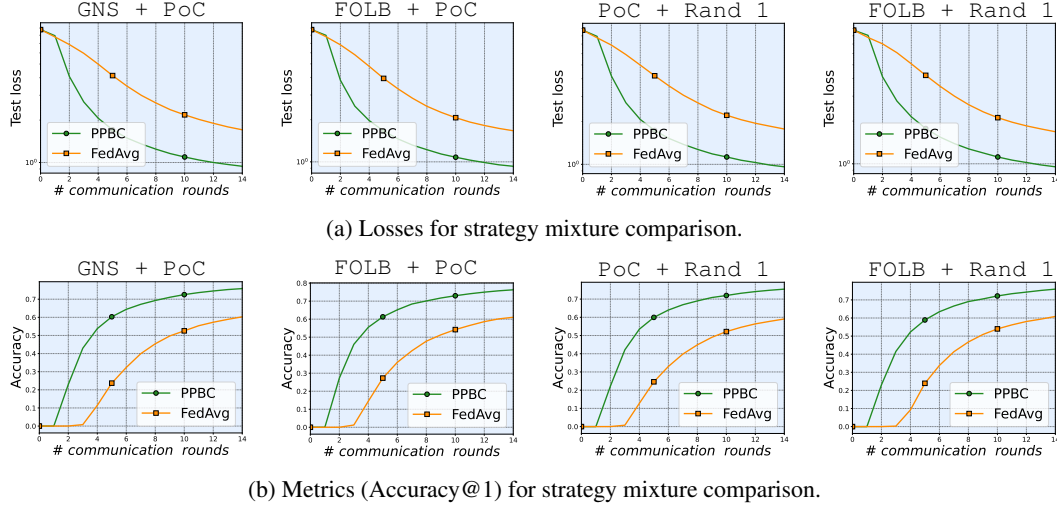 GNS + PoC
FOLB + PoC
PoC + Rand 1
FOLB + Rand 1
Test loss
10⁰
PPBC
FedAvg
0 2 4 6 8 10 12 14
# communication rounds
Test loss
10⁰
PPBC
FedAvg
0 2 4 6 8 10 12 14
# communication rounds
Test loss
10⁰
PPBC
FedAvg
0 2 4 6 8 10 12 14
# communication rounds
Test loss
10⁰
PPBC
FedAvg
0 2 4 6 8 10 12 14
# communication rounds
(a) Losses for strategy mixture comparison.
GNS + PoC
FOLB + PoC
PoC + Rand 1
FOLB + Rand 1
Accuracy
0.7
0.6
0.5
0.4
0.3
0.2
0.1
0.0
PPBC
FedAvg
0 2 4 6 8 10 12 14
# communication rounds
Accuracy
0.8
0.7
0.6
0.5
0.4
0.3
0.2
0.1
0.0
PPBC
FedAvg
0 2 4 6 8 10 12 14
# communication rounds
Accuracy
0.7
0.6
0.5
0.4
0.3
0.2
0.1
0.0
PPBC
FedAvg
0 2 4 6 8 10 12 14
# communication rounds
Accuracy
0.7
0.6
0.5
0.4
0.3
0.2
0.1
0.0
PPBC
FedAvg
0 2 4 6 8 10 12 14
# communication rounds
(b) Metrics (Accuracy@1) for strategy mixture comparison.